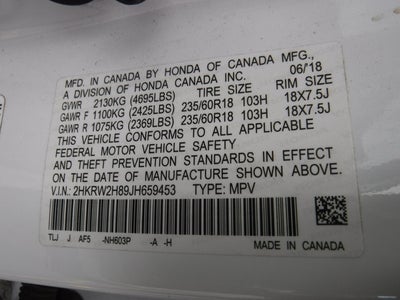 MFD. IN CANADA BY HONDA OF CANADA MFG.,
A DIVISION OF HONDA CANADA INC. 06/18
GVWR 2130KG (4695LBS) TIRE SIZE RIM SIZE
GAWR F 1100KG (2425LBS) 235/60R18 103H 18X7.5J
GAWR R 1075KG (2369LBS) 235/60R18 103H 18X7.5J
THIS VEHICLE CONFORMS TO ALL APPLICABLE
FEDERAL MOTOR VEHICLE SAFETY
AND THEFT PREVENTION STANDARDS IN EFFECT
ON THE DATE OF MANUFACTURE SHOWN ABOVE.
V.I.N.: 2HKRW2H89JH659453 TYPE: MPV
TLJ J AF5 -NH603P -A -H
MADE IN CANADA